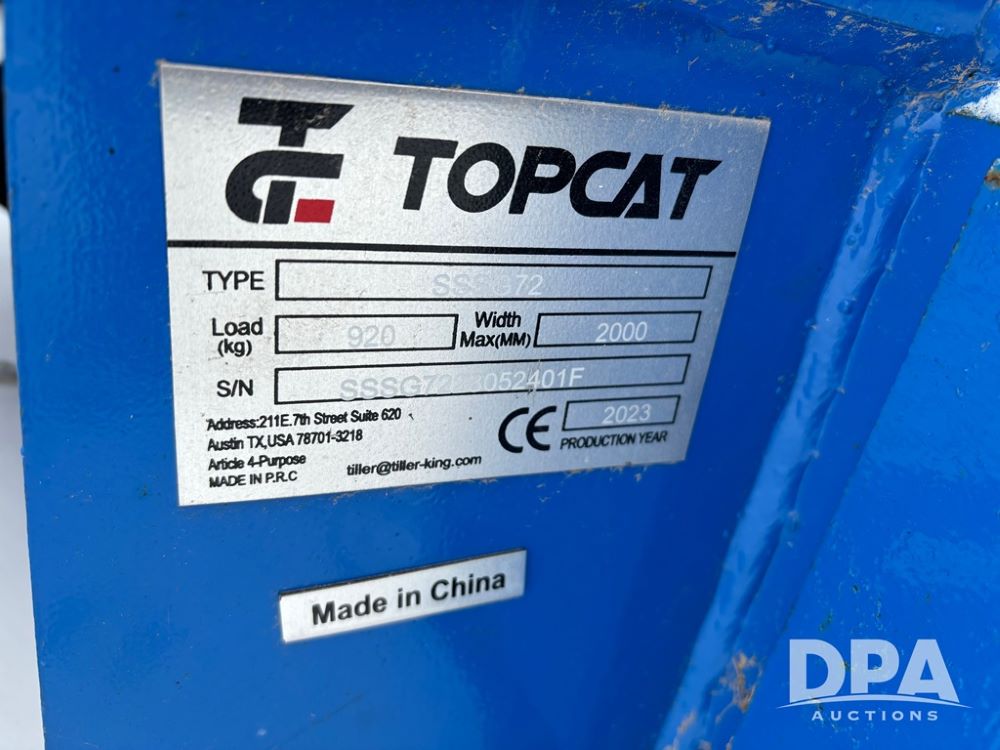 TOPCAT
TYPE SSSG72
Load (kg) 920 Width Max(MM) 2000
S/N
Address:211E.7th Street Suite 620
Austin TX,USA 78701-3218
Article 4-Purpose
MADE IN P.R.C
tiller@tiller-king.com
CE
2023
PRODUCTION YEAR
Made in China
DPA
AUCTIONS